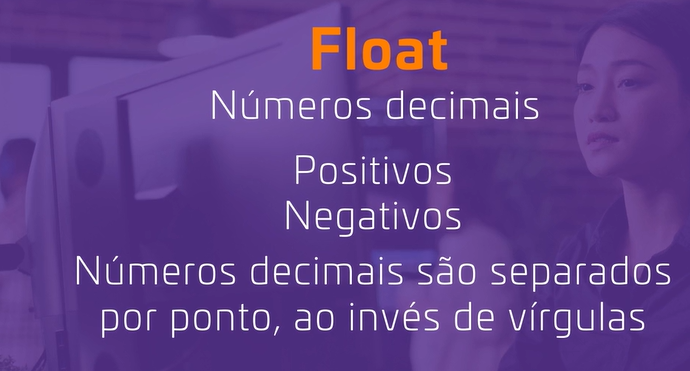 Float
Números decimais
Positivos
Negativos
Números decimais são separados
por ponto, ao invés de vírgulas